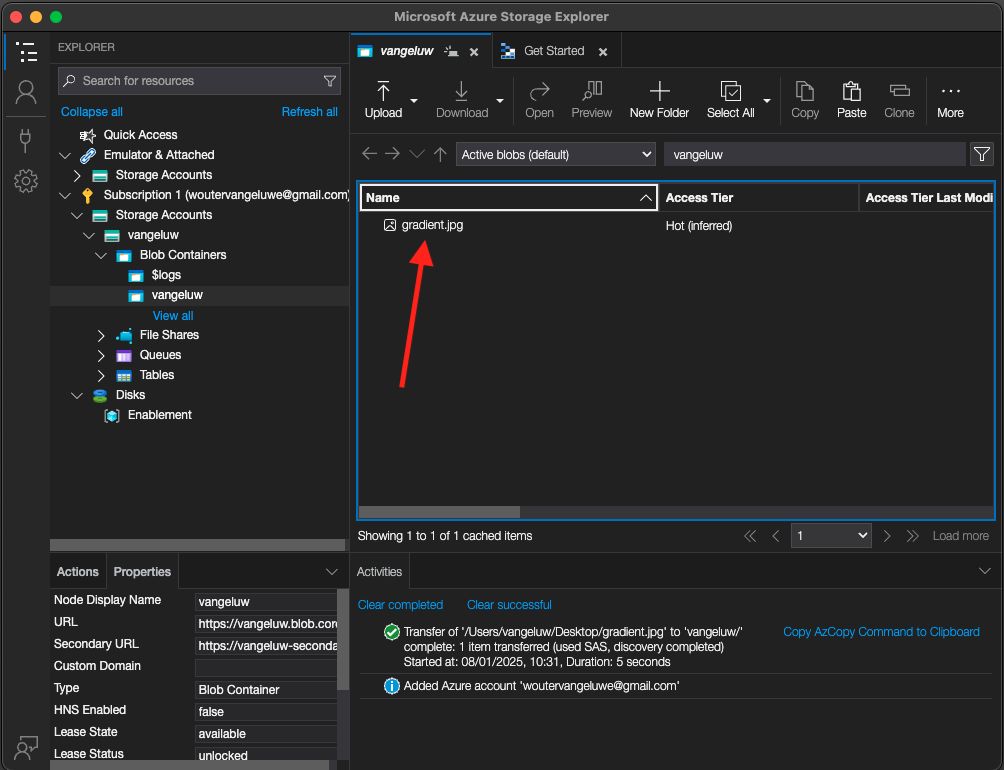 Microsoft Azure Storage Explorer
EXPLORER
Search for resources
Collapse all
Refresh all
Quick Access
Emulator & Attached
Storage Accounts
Subscription 1 (woutervangeluwe@gmail.com)
Storage Accounts
vangeluw
Blob Containers
$logs
vangeluw
View all
File Shares
Queues
Tables
Disks
Enablement
Actions
Properties
Node Display Name
vangeluw
URL
https://vangeluw.blob.core
Secondary URL
https://vangeluw-seconda
Custom Domain
Type
Blob Container
HNS Enabled
false
Lease State
available
Lease Status
unlocked
vangeluw
Get Started
Upload
Download
Open
Preview
New Folder
Select All
Copy
Paste
Clone
More
Active blobs (default)
vangeluw
Name
Access Tier
Access Tier Last Modi
gradient.jpg
Hot (inferred)
Showing 1 to 1 of 1 cached items
1
Load more
Activities
Clear completed
Clear successful
Transfer of '/Users/vangeluw/Desktop/gradient.jpg' to 'vangeluw/'
complete: 1 item transferred (used SAS, discovery completed)
Started at: 08/01/2025, 10:31, Duration: 5 seconds
Copy AzCopy Command to Clipboard
Added Azure account 'woutervangeluwe@gmail.com'